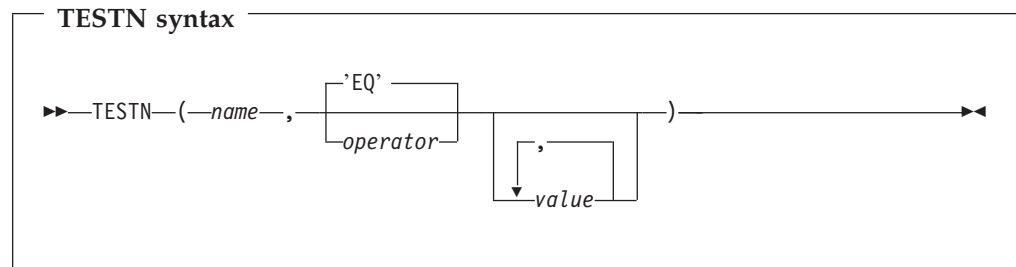 TESTN syntax
’EQ’
TESTN ( name , )
operator
,
value